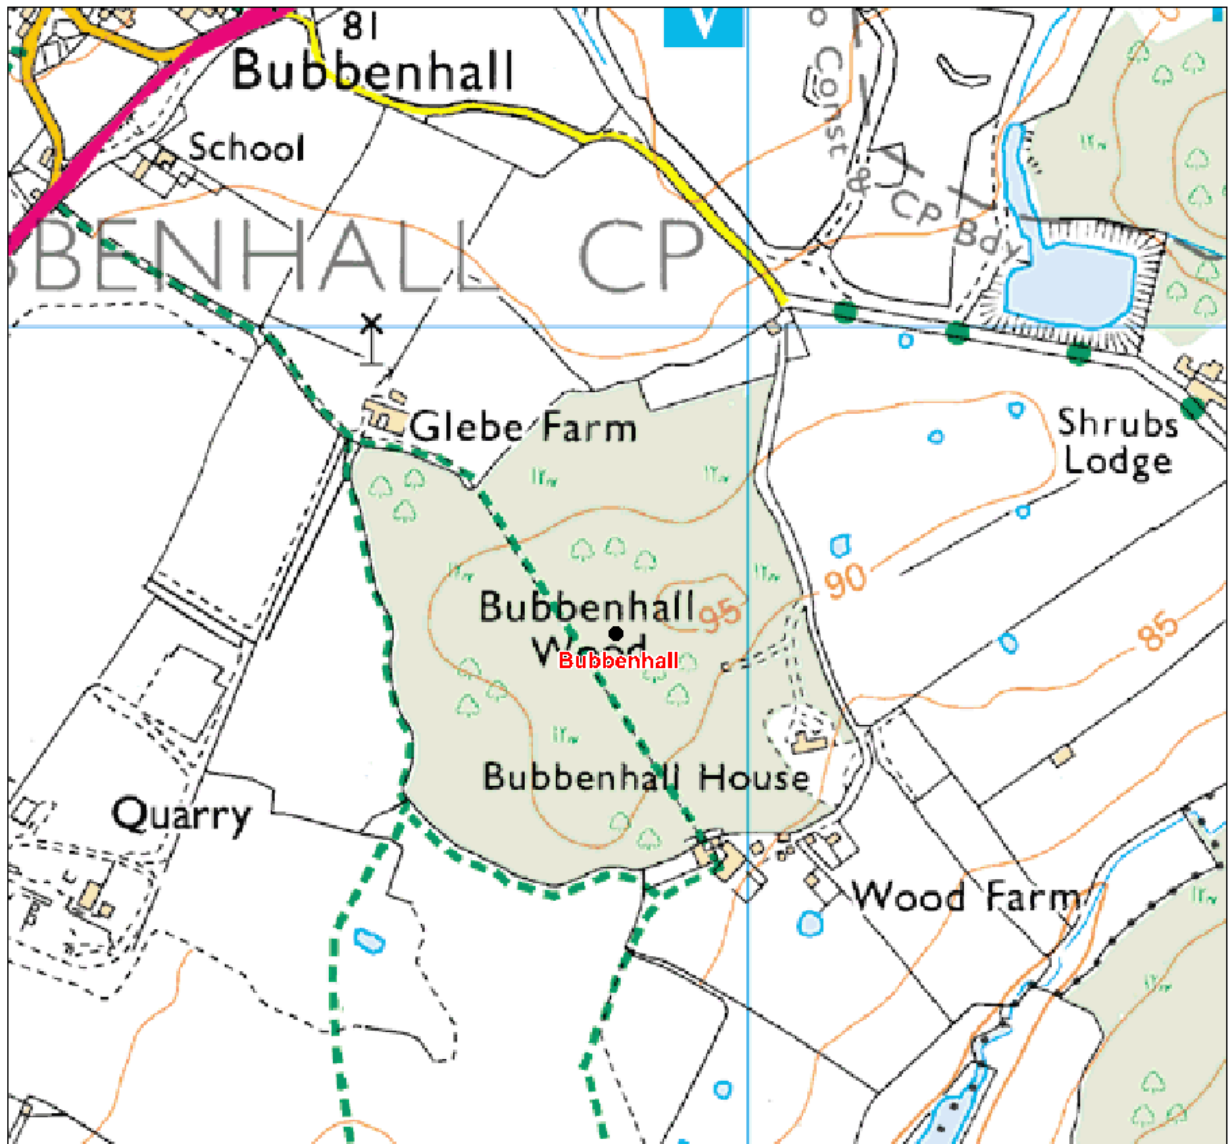 81
Bubbenhall
School
o Const & CP Bdy
BBENHALL CP
Glebe Farm
Shrubs
Lodge
90
Bubbenhall
95
Wood
Bubbenhall
85
Bubbenhall House
Quarry
Wood Farm